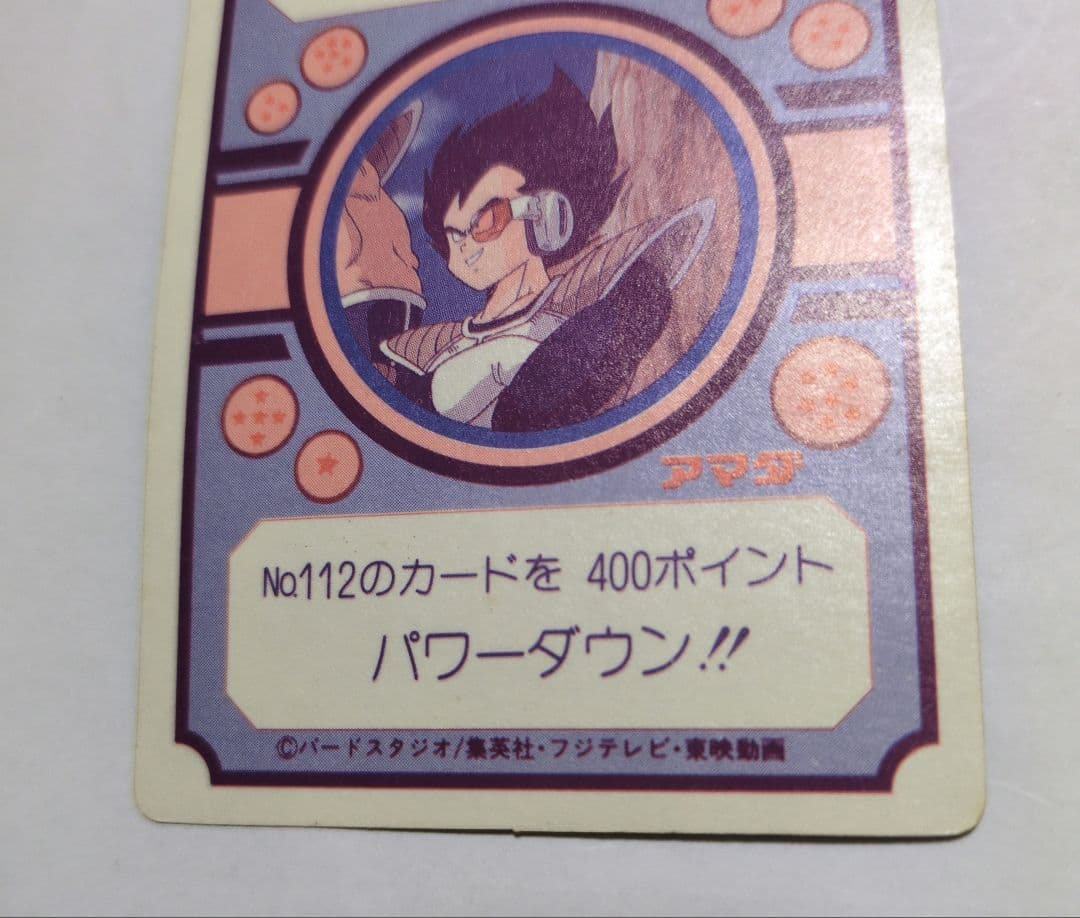 アマダ
No.112のカードを 400ポイント
パワーダウン!!
©バードスタジオ/集英社・フジテレビ・東映動画